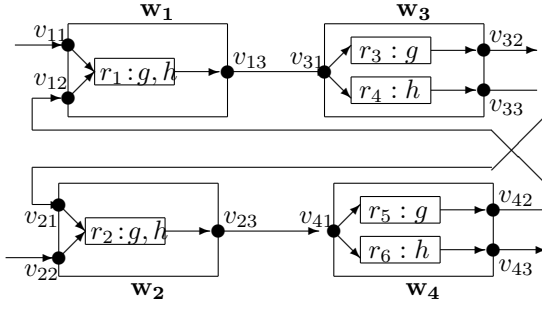 w₁ w₃
v₁₁ v₁₂ r₁ : g, h v₁₃ v₃₁ r₃ : g r₄ : h v₃₂ v₃₃
v₂₁ v₂₂ r₂ : g, h v₂₃ v₄₁ r₅ : g r₆ : h v₄₂ v₄₃
w₂ w₄